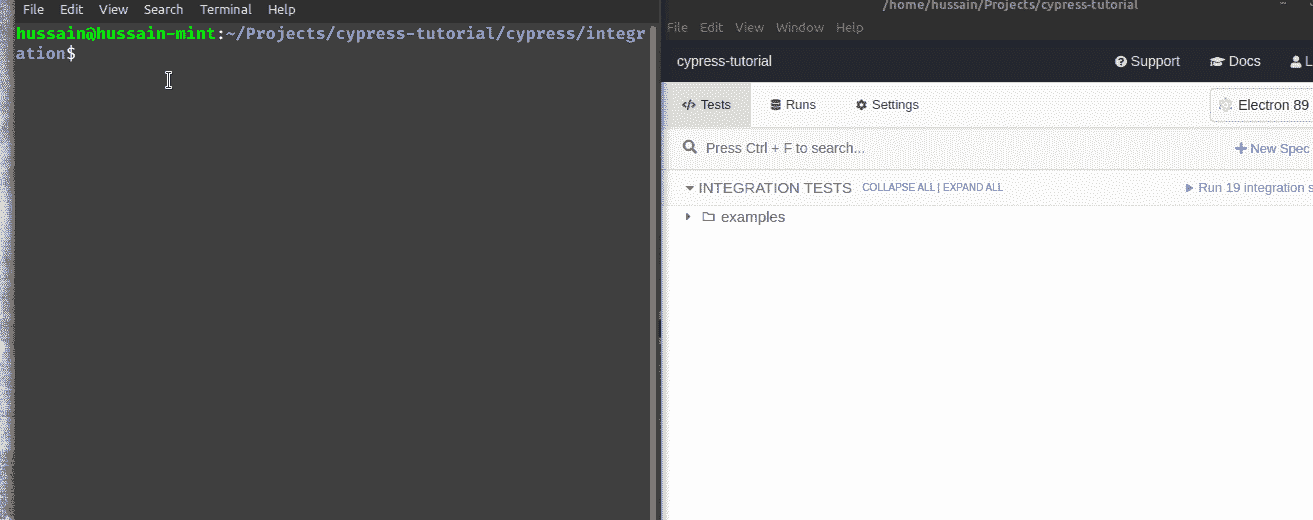 File Edit View Search Terminal Help
hussain@hussain-mint:~/Projects/cypress-tutorial/cypress/integr
ation$
/home/hussain/Projects/cypress-tutorial
File Edit View Window Help
cypress-tutorial
Support Docs L
Tests Runs Settings Electron 89
Press Ctrl + F to search... New Spec
INTEGRATION TESTS COLLAPSE ALL | EXPAND ALL Run 19 integration s
examples